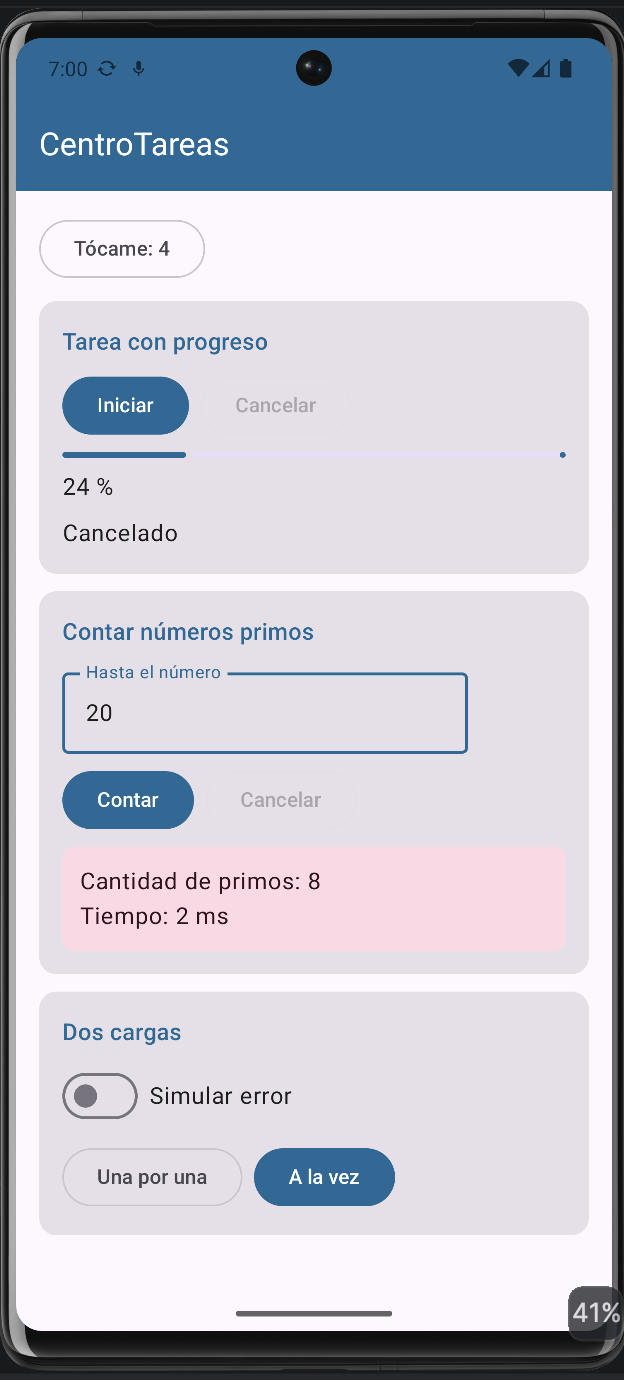 7:00
CentroTareas
Tócame: 4
Tarea con progreso
Iniciar Cancelar
24 %
Cancelado
Contar números primos
Hasta el número
20
Contar Cancelar
Cantidad de primos: 8
Tiempo: 2 ms
Dos cargas
Simular error
Una por una A la vez
41%